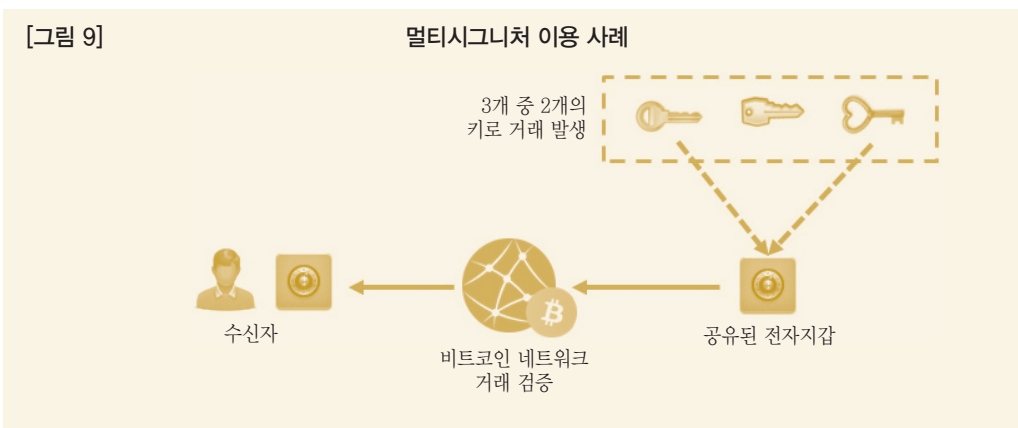 [그림 9]
멀티시그니처 이용 사례
3개 중 2개의
키로 거래 발생
수신자
비트코인 네트워크
거래 검증
공유된 전자지갑